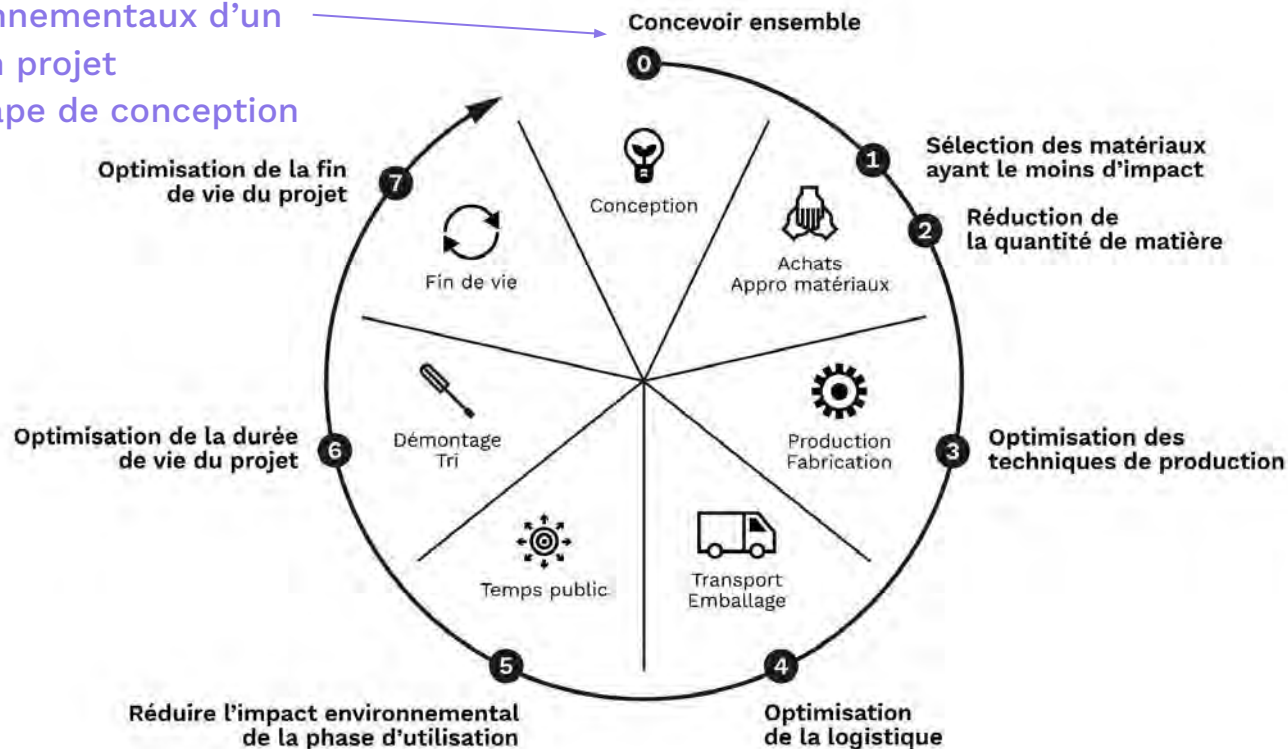 d’un
projet
de conception
Concevoir ensemble
0
Conception
1
Sélection des matériaux
ayant le moins d’impact
2
Réduction de
la quantité de matière
Achats
Appro matériaux
3
Optimisation des
techniques de production
Production
Fabrication
4
Optimisation
de la logistique
Transport
Emballage
5
Réduire l’impact environnemental
de la phase d’utilisation
Temps public
6
Optimisation de la durée
de vie du projet
Démontage
Tri
7
Optimisation de la fin
de vie du projet
Fin de vie